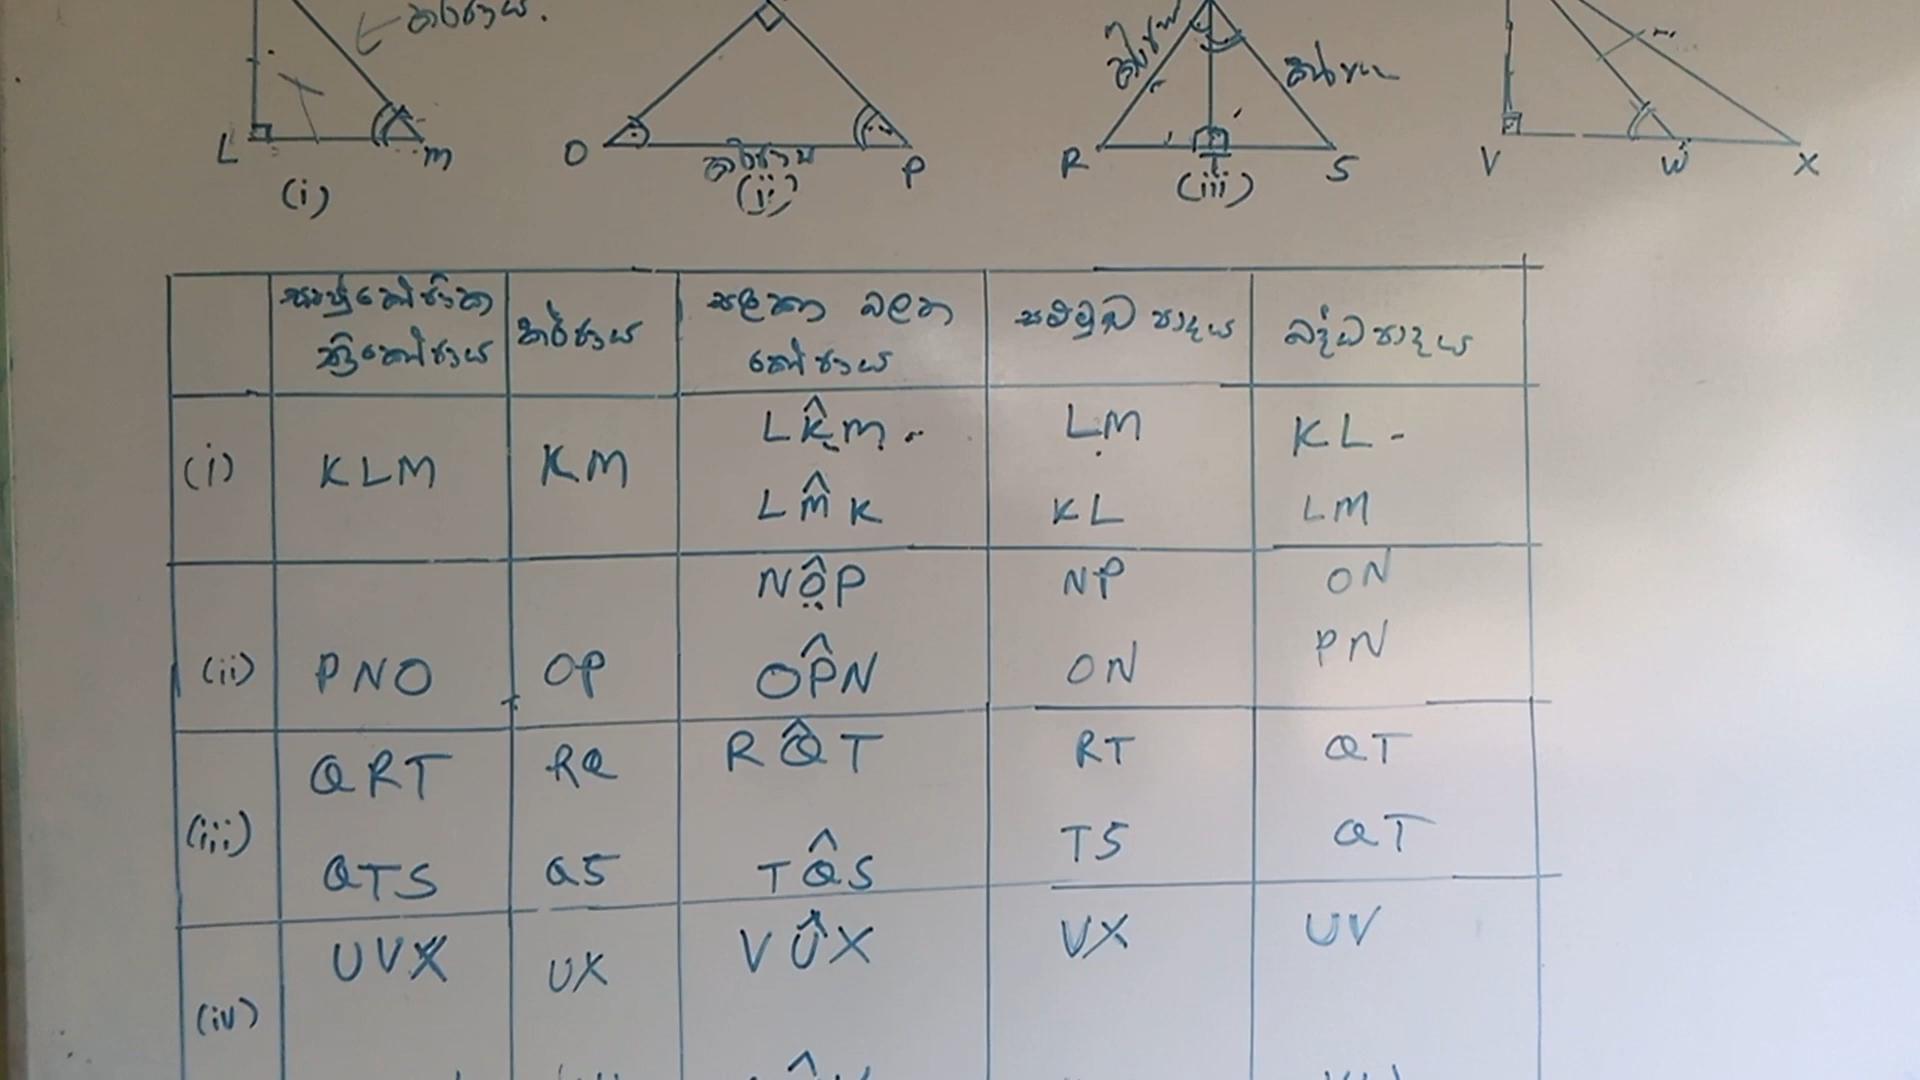 කර්ණය.
L
m
(i)
O
කර්ණය
P
(ii)
කර්ණය
R
S
(iii)
V
W
X
සෘජුකෝණික
ත්‍රිකෝණය
කර්ණය
සලකා බලන
කෝණය
සම්මුඛ පාදය
බද්ධ පාදය
(i)
KLM
KM
LK̂m
LM
KL
LM̂K
KL
LM
(ii)
PNO
OP
NÔP
NP
ON
OP̂N
ON
PN
(iii)
QRT
RQ
RQ̂T
RT
QT
QTS
QS
TQ̂S
TS
QT
(iv)
UVX
UX
VÛX
VX
UV